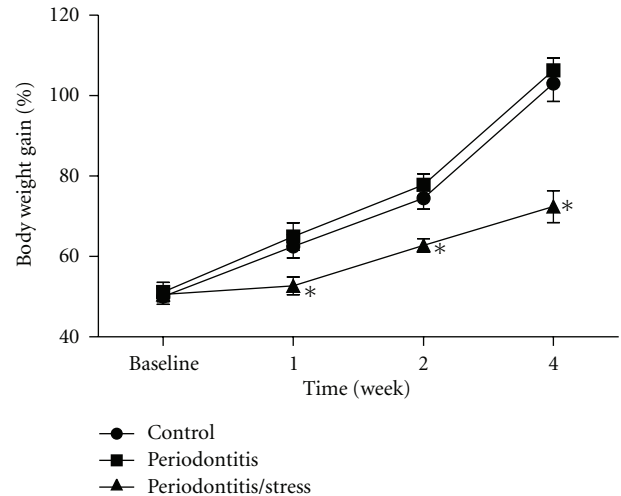 120
100
80
60
40
Body weight gain (%)
*
*
*
Baseline 1 2 4
Time (week)
Control
Periodontitis
Periodontitis/stress